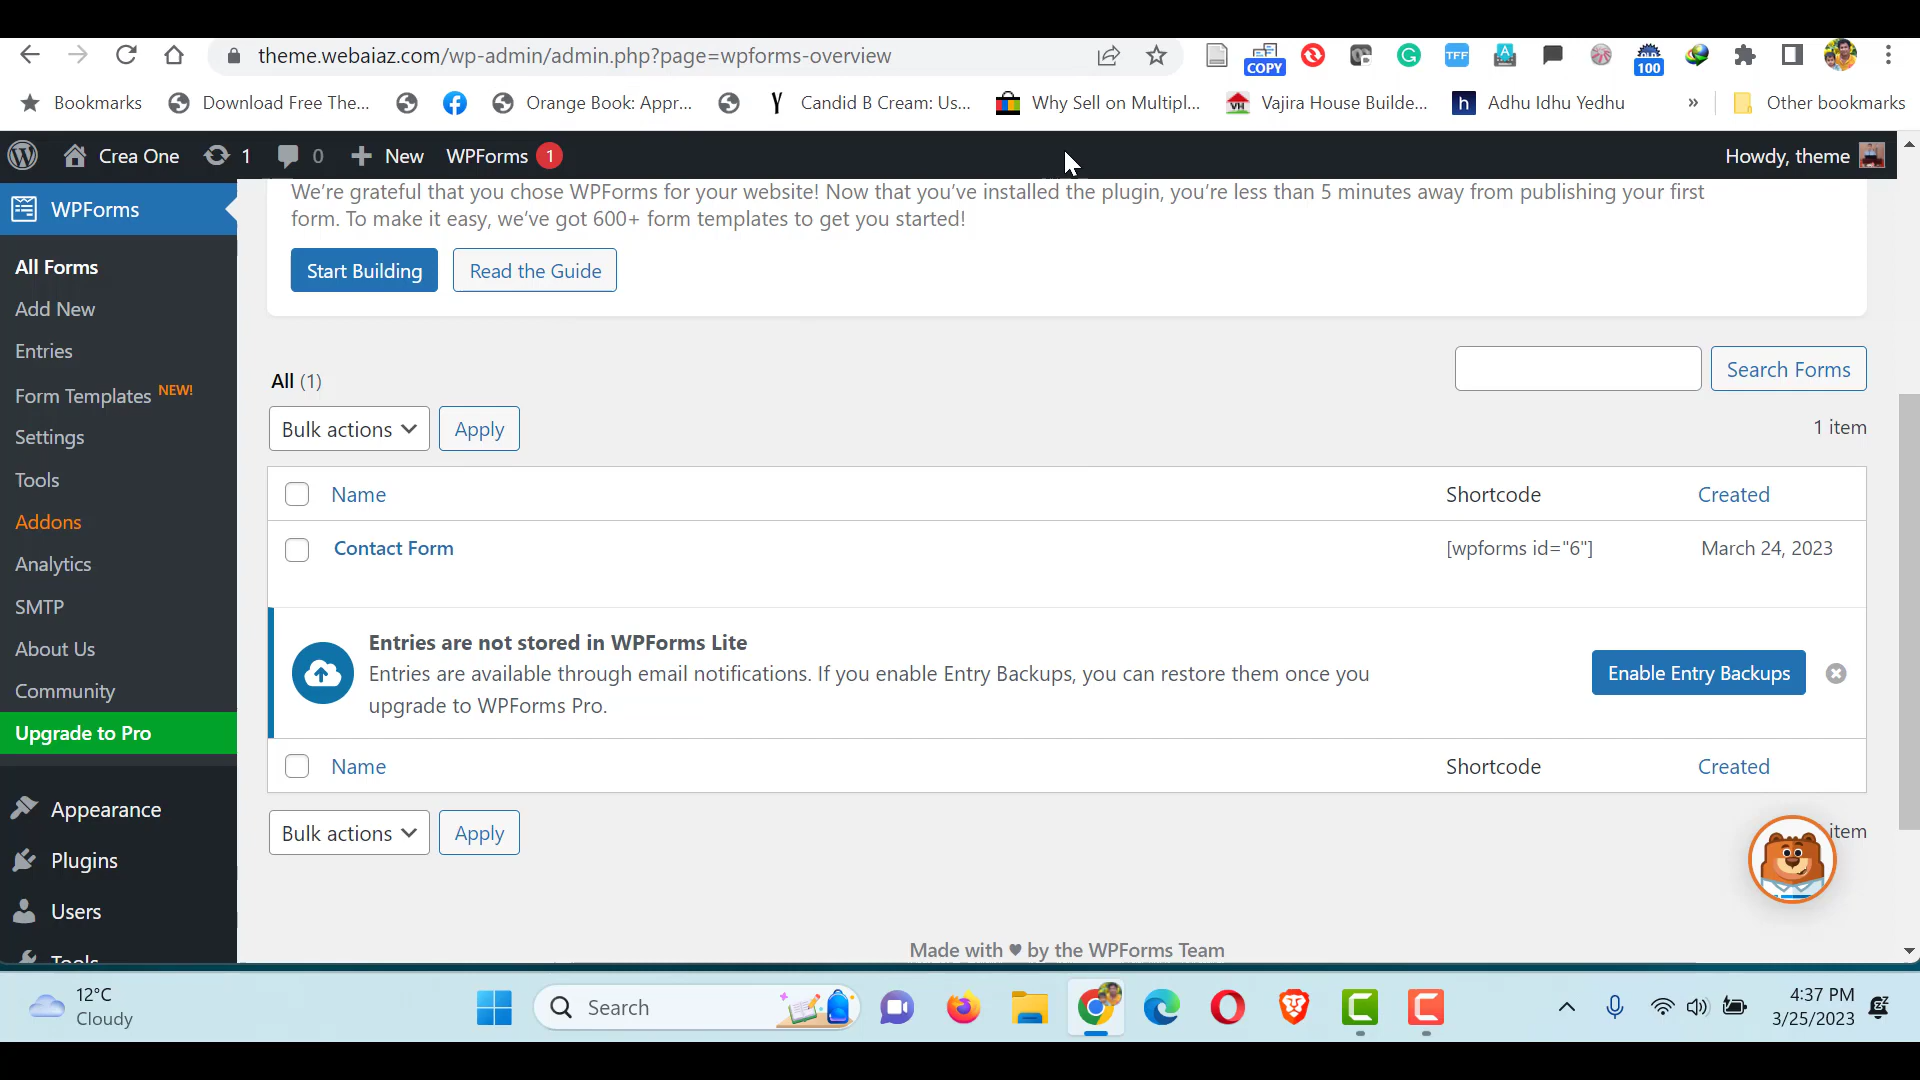 theme.webaiaz.com/wp-admin/admin.php?page=wpforms-overview
COPY
TFF
A
OLD
100
Bookmarks
Download Free The...
Orange Book: Appr...
Candid B Cream: Us...
Why Sell on Multipl...
VH
Vajira House Builde...
h
Adhu Idhu Yedhu
»
Other bookmarks
Crea One
1
0
New
WPForms 1
Howdy, theme
WPForms
All Forms
Add New
Entries
Form Templates NEW!
Settings
Tools
Addons
Analytics
SMTP
About Us
Community
Upgrade to Pro
Appearance
Plugins
Users
Tools
We're grateful that you chose WPForms for your website! Now that you've installed the plugin, you're less than 5 minutes away from publishing your first
form. To make it easy, we've got 600+ form templates to get you started!
Start Building
Read the Guide
All (1)
Search Forms
Bulk actions
Apply
1 item
Name
Shortcode
Created
Contact Form
[wpforms id="6"]
March 24, 2023
Entries are not stored in WPForms Lite
Entries are available through email notifications. If you enable Entry Backups, you can restore them once you
upgrade to WPForms Pro.
Enable Entry Backups
Name
Shortcode
Created
Bulk actions
Apply
item
Made with ♥ by the WPForms Team
12°C
Cloudy
Search
4:37 PM
3/25/2023